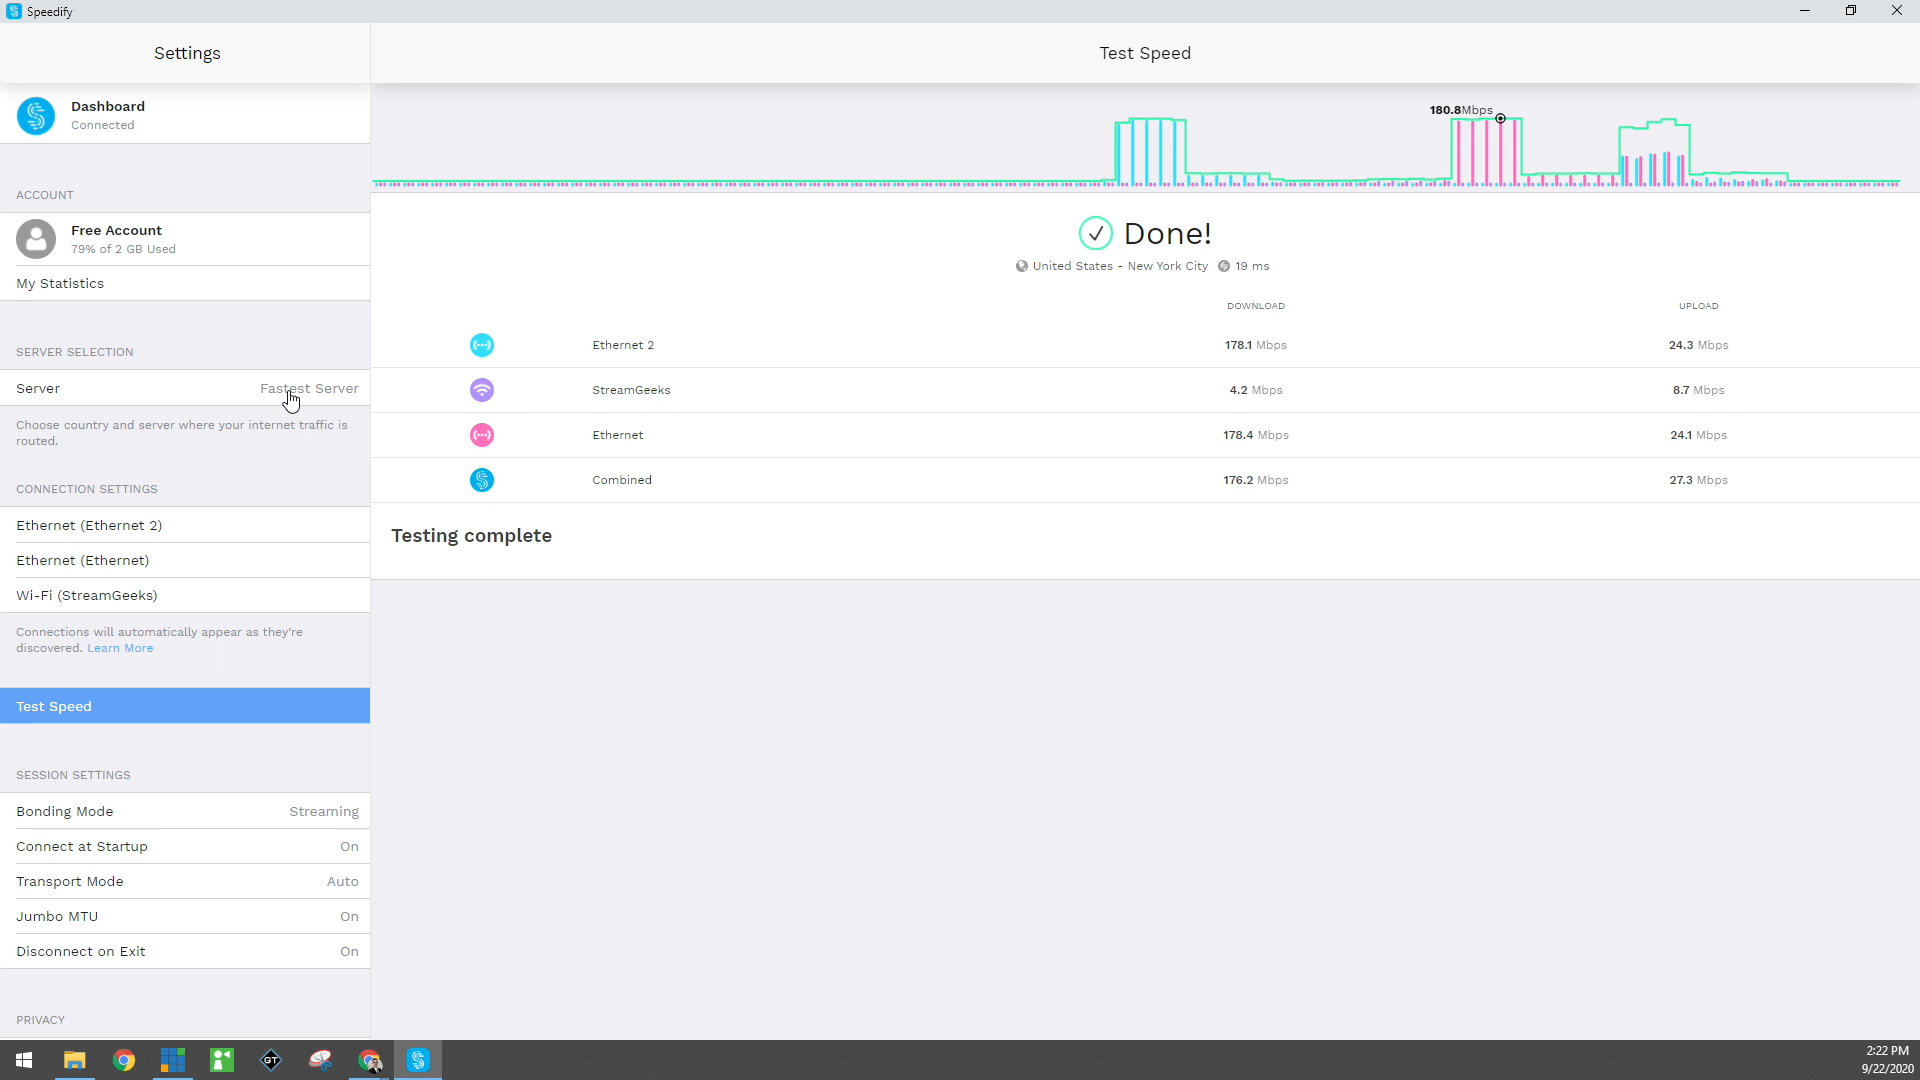 Speedify
Settings
Test Speed
Dashboard
Connected
180.8Mbps
ACCOUNT
Free Account
79% of 2 GB Used
My Statistics
SERVER SELECTION
Server Fastest Server
Choose country and server where your internet traffic is
routed.
CONNECTION SETTINGS
Ethernet (Ethernet 2)
Ethernet (Ethernet)
Wi-Fi (StreamGeeks)
Connections will automatically appear as they're
discovered. Learn More
Test Speed
SESSION SETTINGS
Bonding Mode Streaming
Connect at Startup On
Transport Mode Auto
Jumbo MTU On
Disconnect on Exit On
PRIVACY
Done!
United States - New York City 19 ms
DOWNLOAD UPLOAD
Ethernet 2 178.1 Mbps 24.3 Mbps
StreamGeeks 4.2 Mbps 8.7 Mbps
Ethernet 178.4 Mbps 24.1 Mbps
Combined 176.2 Mbps 27.3 Mbps
Testing complete
GT
2:22 PM
9/22/2020